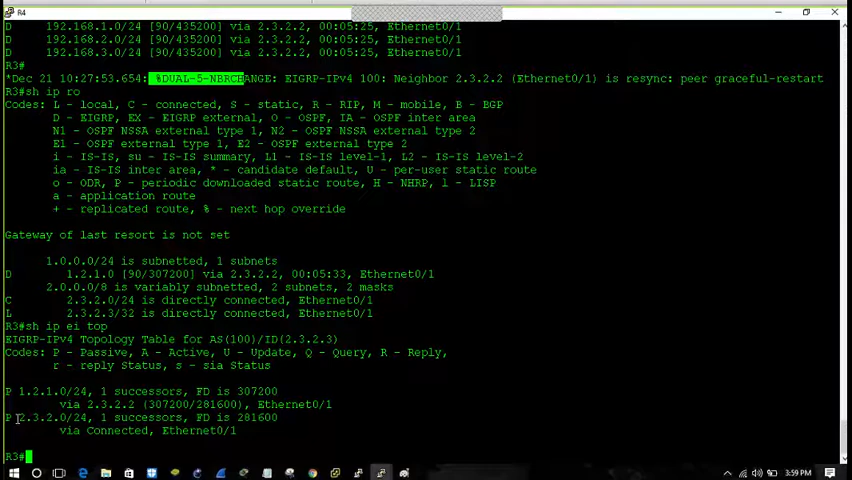 R4
D    192.168.1.0/24 [90/435200] via 2.3.2.2, 00:05:25, Ethernet0/1
D    192.168.2.0/24 [90/435200] via 2.3.2.2, 00:05:25, Ethernet0/1
D    192.168.3.0/24 [90/435200] via 2.3.2.2, 00:05:25, Ethernet0/1
R3#
*Dec 21 10:27:53.654: %DUAL-5-NBRCHANGE: EIGRP-IPv4 100: Neighbor 2.3.2.2 (Ethernet0/1) is resync: peer graceful-restart
R3#sh ip ro
Codes: L - local, C - connected, S - static, R - RIP, M - mobile, B - BGP
D - EIGRP, EX - EIGRP external, O - OSPF, IA - OSPF inter area
N1 - OSPF NSSA external type 1, N2 - OSPF NSSA external type 2
E1 - OSPF external type 1, E2 - OSPF external type 2
i - IS-IS, su - IS-IS summary, L1 - IS-IS level-1, L2 - IS-IS level-2
ia - IS-IS inter area, * - candidate default, U - per-user static route
o - ODR, P - periodic downloaded static route, H - NHRP, l - LISP
a - application route
+ - replicated route, % - next hop override
Gateway of last resort is not set
1.0.0.0/24 is subnetted, 1 subnets
D       1.2.1.0 [90/307200] via 2.3.2.2, 00:05:33, Ethernet0/1
2.0.0.0/8 is variably subnetted, 2 subnets, 2 masks
C       2.3.2.0/24 is directly connected, Ethernet0/1
L       2.3.2.3/32 is directly connected, Ethernet0/1
R3#sh ip ei top
EIGRP-IPv4 Topology Table for AS(100)/ID(2.3.2.3)
Codes: P - Passive, A - Active, U - Update, Q - Query, R - Reply,
r - reply Status, s - sia Status
P 1.2.1.0/24, 1 successors, FD is 307200
via 2.3.2.2 (307200/281600), Ethernet0/1
P 2.3.2.0/24, 1 successors, FD is 281600
via Connected, Ethernet0/1
R3#
3:59 PM